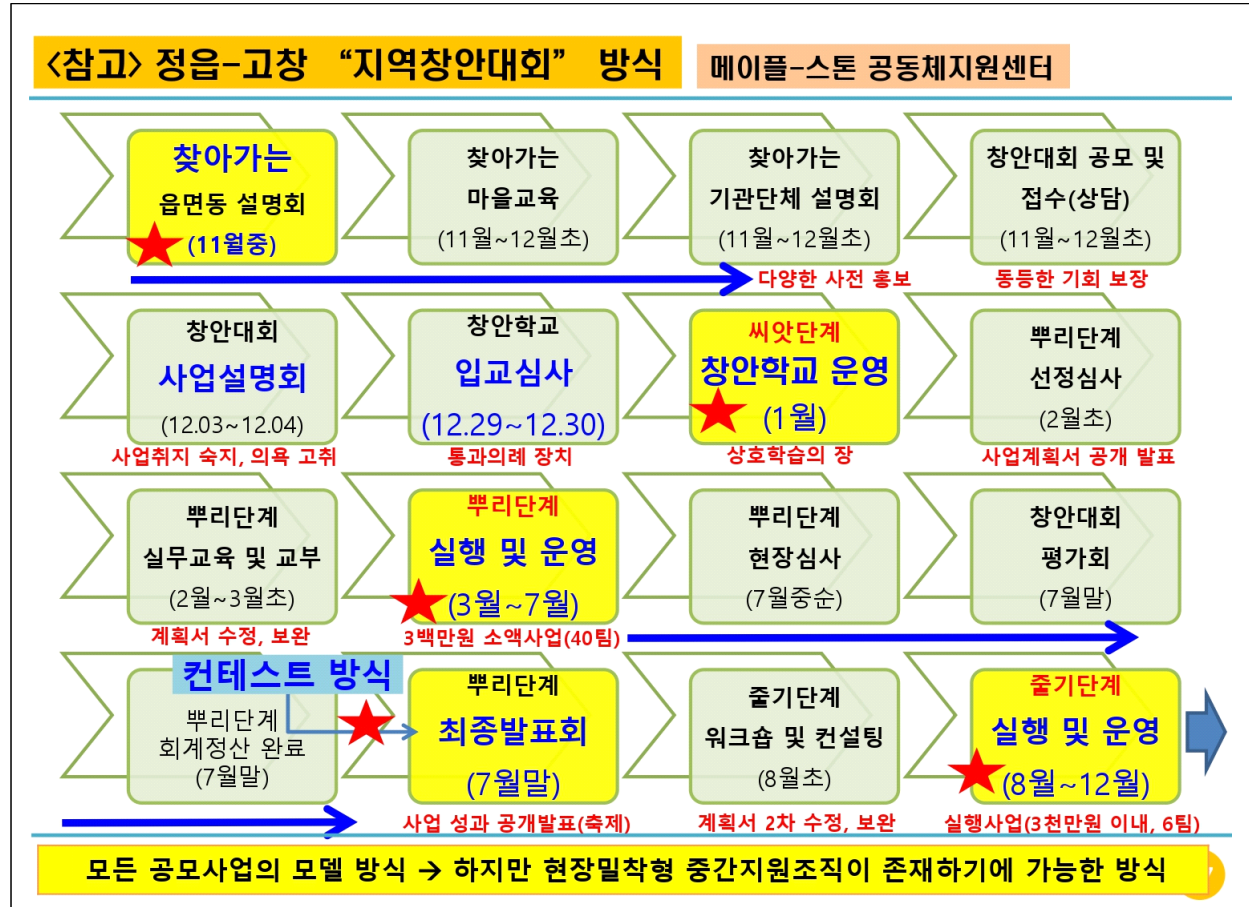 <참고> 정읍-고창 “지역창안대회” 방식
메이플-스톤 공동체지원센터
찾아가는
읍면동 설명회
(11월중)
찾아가는
마을교육
(11월~12월초)
찾아가는
기관단체 설명회
(11월~12월초)
다양한 사전 홍보
창안대회 공모 및
접수(상담)
(11월~12월초)
동등한 기회 보장
창안대회
사업설명회
(12.03~12.04)
사업취지 숙지, 의욕 고취
창안학교
입교심사
(12.29~12.30)
통과의례 장치
씨앗단계
창안학교 운영
(1월)
상호학습의 장
뿌리단계
선정심사
(2월초)
사업계획서 공개 발표
뿌리단계
실무교육 및 교부
(2월~3월초)
계획서 수정, 보완
뿌리단계
실행 및 운영
(3월~7월)
3백만원 소액사업(40팀)
뿌리단계
현장심사
(7월중순)
창안대회
평가회
(7월말)
컨테스트 방식
뿌리단계
회계정산 완료
(7월말)
뿌리단계
최종발표회
(7월말)
사업 성과 공개발표(축제)
줄기단계
워크숍 및 컨설팅
(8월초)
계획서 2차 수정, 보완
줄기단계
실행 및 운영
(8월~12월)
실행사업(3천만원 이내, 6팀)
모든 공모사업의 모델 방식 → 하지만 현장밀착형 중간지원조직이 존재하기에 가능한 방식